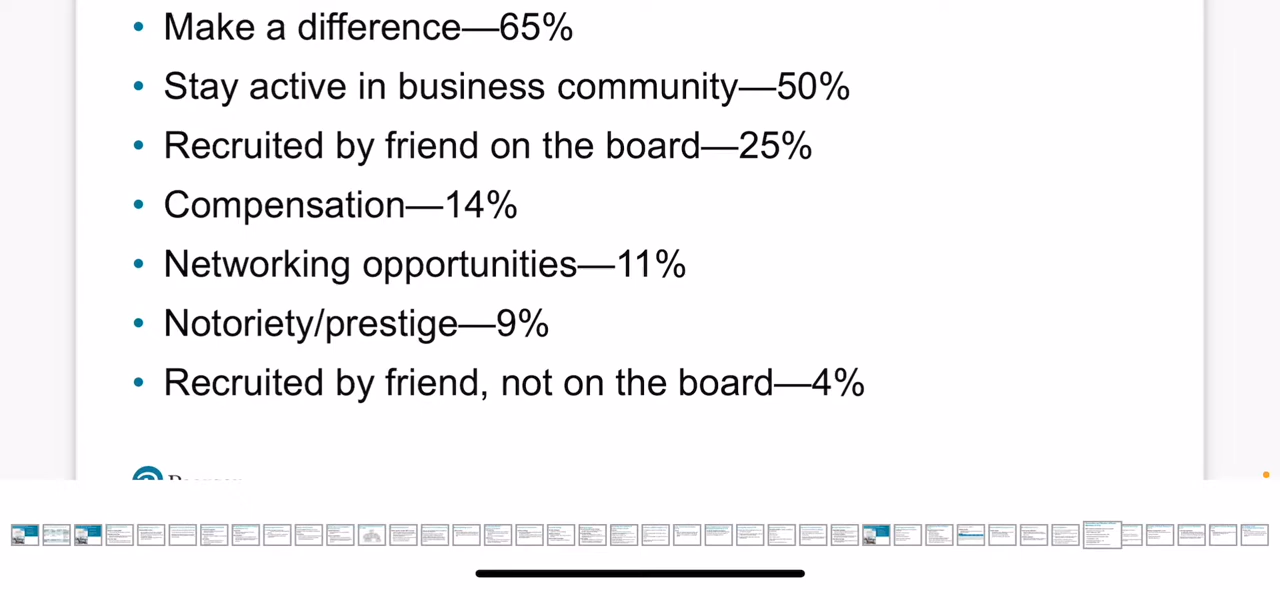 • Make a difference—65%
• Stay active in business community—50%
• Recruited by friend on the board—25%
• Compensation—14%
• Networking opportunities—11%
• Notoriety/prestige—9%
• Recruited by friend, not on the board—4%